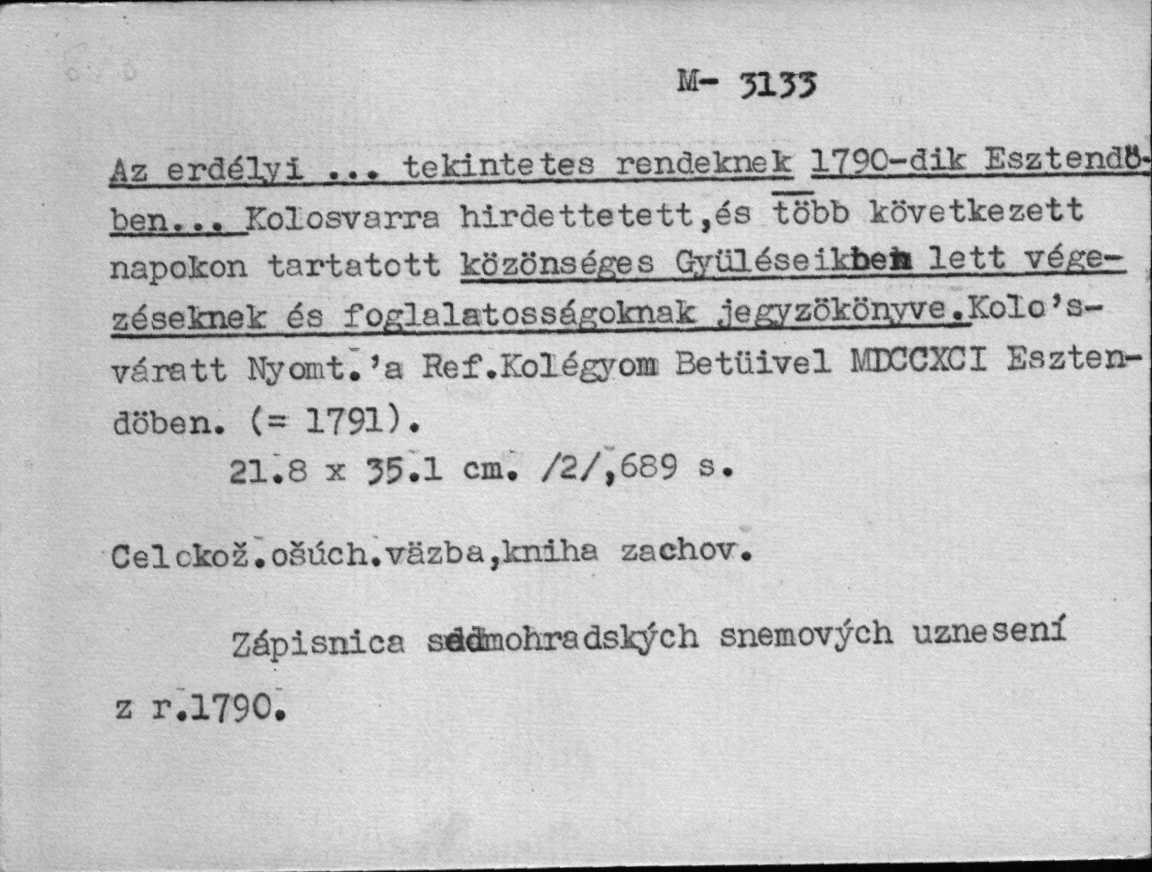 M- 3133
Az erdélyi ... tekintetes rendeknek 1790-dik Esztendö-
ben... Kolosvarra hirdettetett,és több következett
napokon tartatott közönséges Gyüléseikben lett vége-
zéseknek és foglalatosságoknak jegyzökönyve.Kolo's-
váratt Nyomt.'a Ref.Kolégyom Betüivel MDCCXCI Eszten-
döben. (= 1791).
21.8 x 35.1 cm. /2/,689 s.
Celokož.ošúch.väzba,kniha zachov.
Zápisnica sedmohradských snemových uznesení
z r.1790.